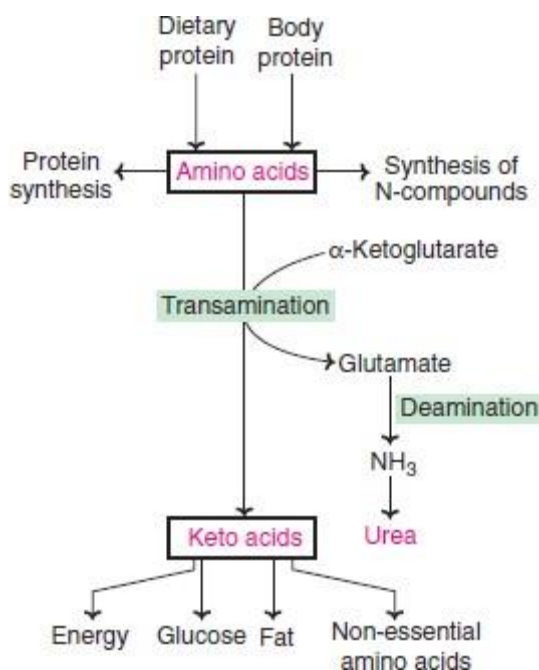 Dietary
protein
Body
protein
Protein
synthesis
Amino acids
Synthesis of
N-compounds
α-Ketoglutarate
Transamination
Glutamate
Deamination
NH₃
Urea
Keto acids
Energy
Glucose
Fat
Non-essential
amino acids